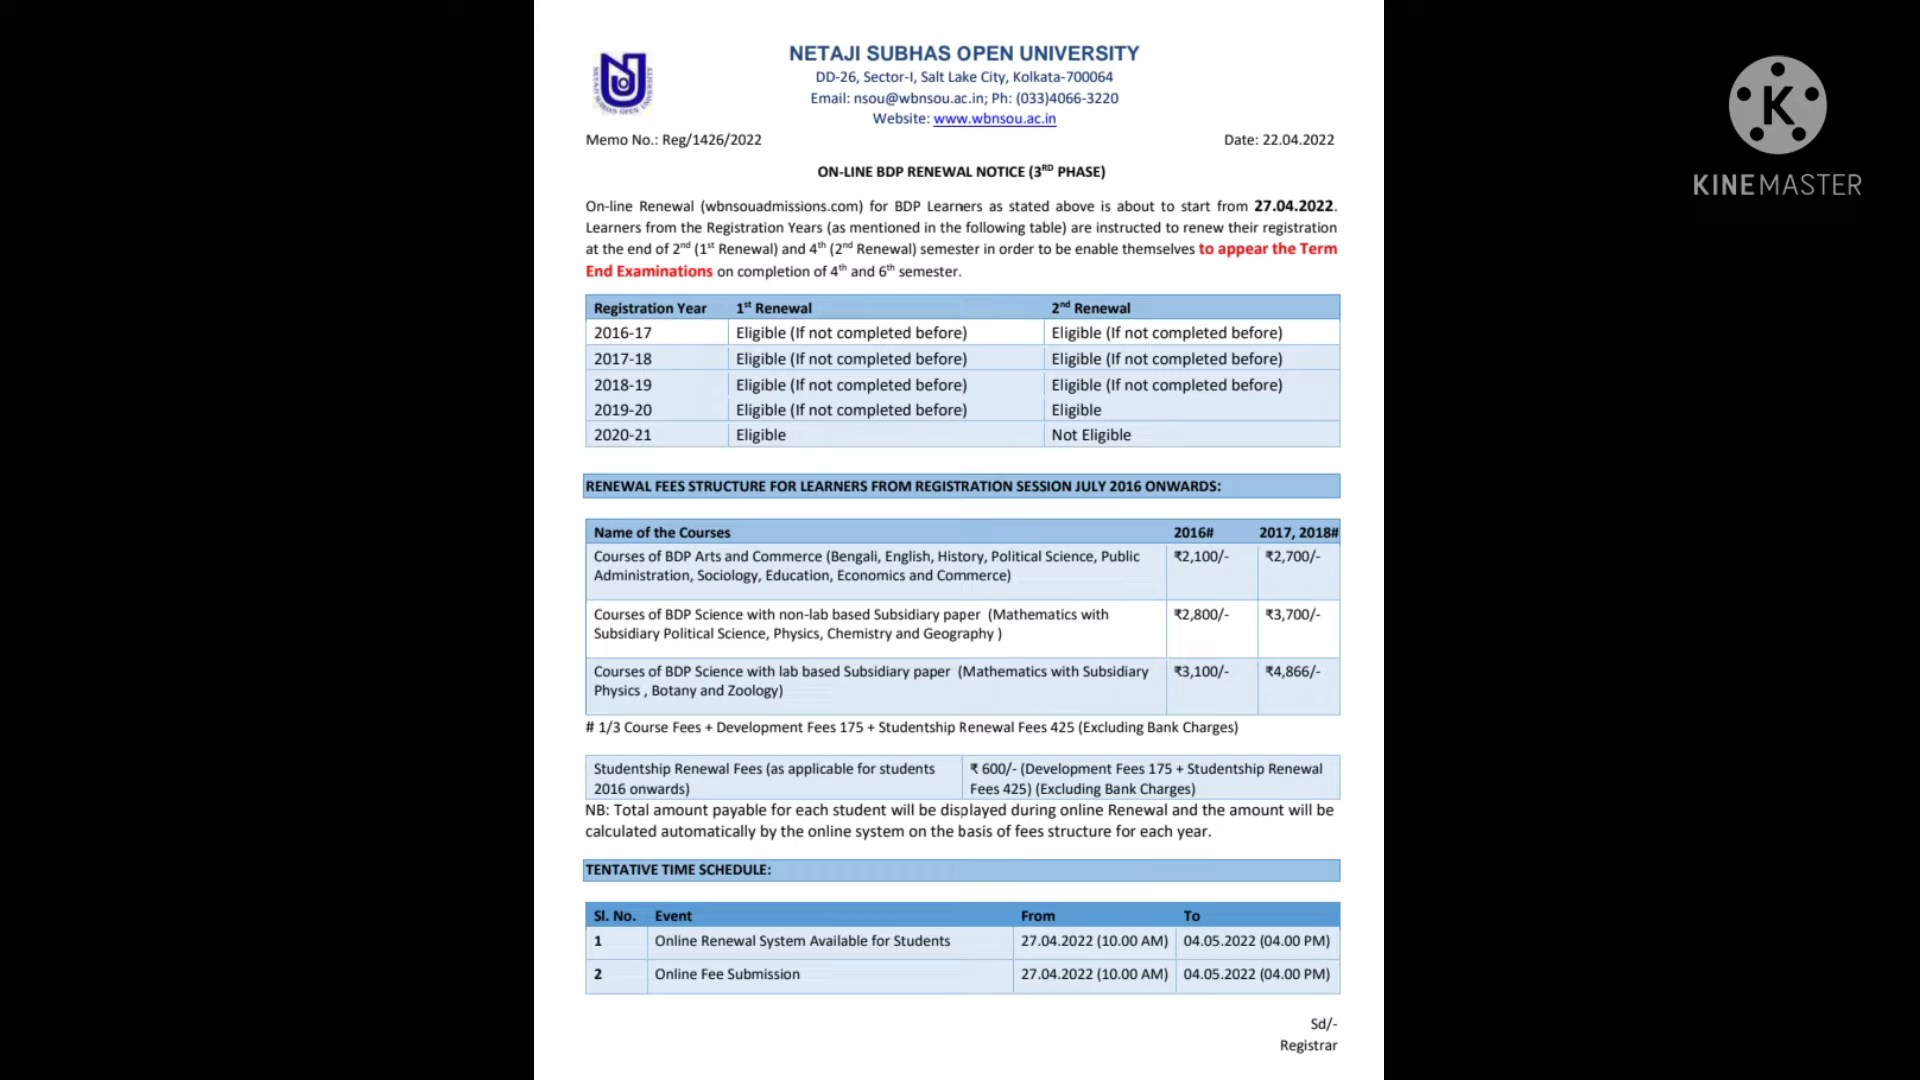 NETAJI SUBHAS OPEN UNIVERSITY
DD-26, Sector-I, Salt Lake City, Kolkata-700064
Email: nsou@wbnsou.ac.in; Ph: (033)4066-3220
Website: www.wbnsou.ac.in
NETAJI SUBHAS OPEN UNIVERSITY
Memo No.: Reg/1426/2022 Date: 22.04.2022
K
KINEMASTER
ON-LINE BDP RENEWAL NOTICE (3RD PHASE)
On-line Renewal (wbnsouadmissions.com) for BDP Learners as stated above is about to start from 27.04.2022.
Learners from the Registration Years (as mentioned in the following table) are instructed to renew their registration
at the end of 2nd (1st Renewal) and 4th (2nd Renewal) semester in order to be enable themselves to appear the Term
End Examinations on completion of 4th and 6th semester.
Registration Year 1st Renewal 2nd Renewal
2016-17 Eligible (If not completed before) Eligible (If not completed before)
2017-18 Eligible (If not completed before) Eligible (If not completed before)
2018-19 Eligible (If not completed before) Eligible (If not completed before)
2019-20 Eligible (If not completed before) Eligible
2020-21 Eligible Not Eligible
RENEWAL FEES STRUCTURE FOR LEARNERS FROM REGISTRATION SESSION JULY 2016 ONWARDS:
Name of the Courses 2016# 2017, 2018#
Courses of BDP Arts and Commerce (Bengali, English, History, Political Science, Public ₹2,100/- ₹2,700/-
Administration, Sociology, Education, Economics and Commerce)
Courses of BDP Science with non-lab based Subsidiary paper (Mathematics with ₹2,800/- ₹3,700/-
Subsidiary Political Science, Physics, Chemistry and Geography )
Courses of BDP Science with lab based Subsidiary paper (Mathematics with Subsidiary ₹3,100/- ₹4,866/-
Physics , Botany and Zoology)
# 1/3 Course Fees + Development Fees 175 + Studentship Renewal Fees 425 (Excluding Bank Charges)
Studentship Renewal Fees (as applicable for students ₹ 600/- (Development Fees 175 + Studentship Renewal
2016 onwards) Fees 425) (Excluding Bank Charges)
NB: Total amount payable for each student will be displayed during online Renewal and the amount will be
calculated automatically by the online system on the basis of fees structure for each year.
TENTATIVE TIME SCHEDULE:
Sl. No. Event From To
1 Online Renewal System Available for Students 27.04.2022 (10.00 AM) 04.05.2022 (04.00 PM)
2 Online Fee Submission 27.04.2022 (10.00 AM) 04.05.2022 (04.00 PM)
Sd/-
Registrar